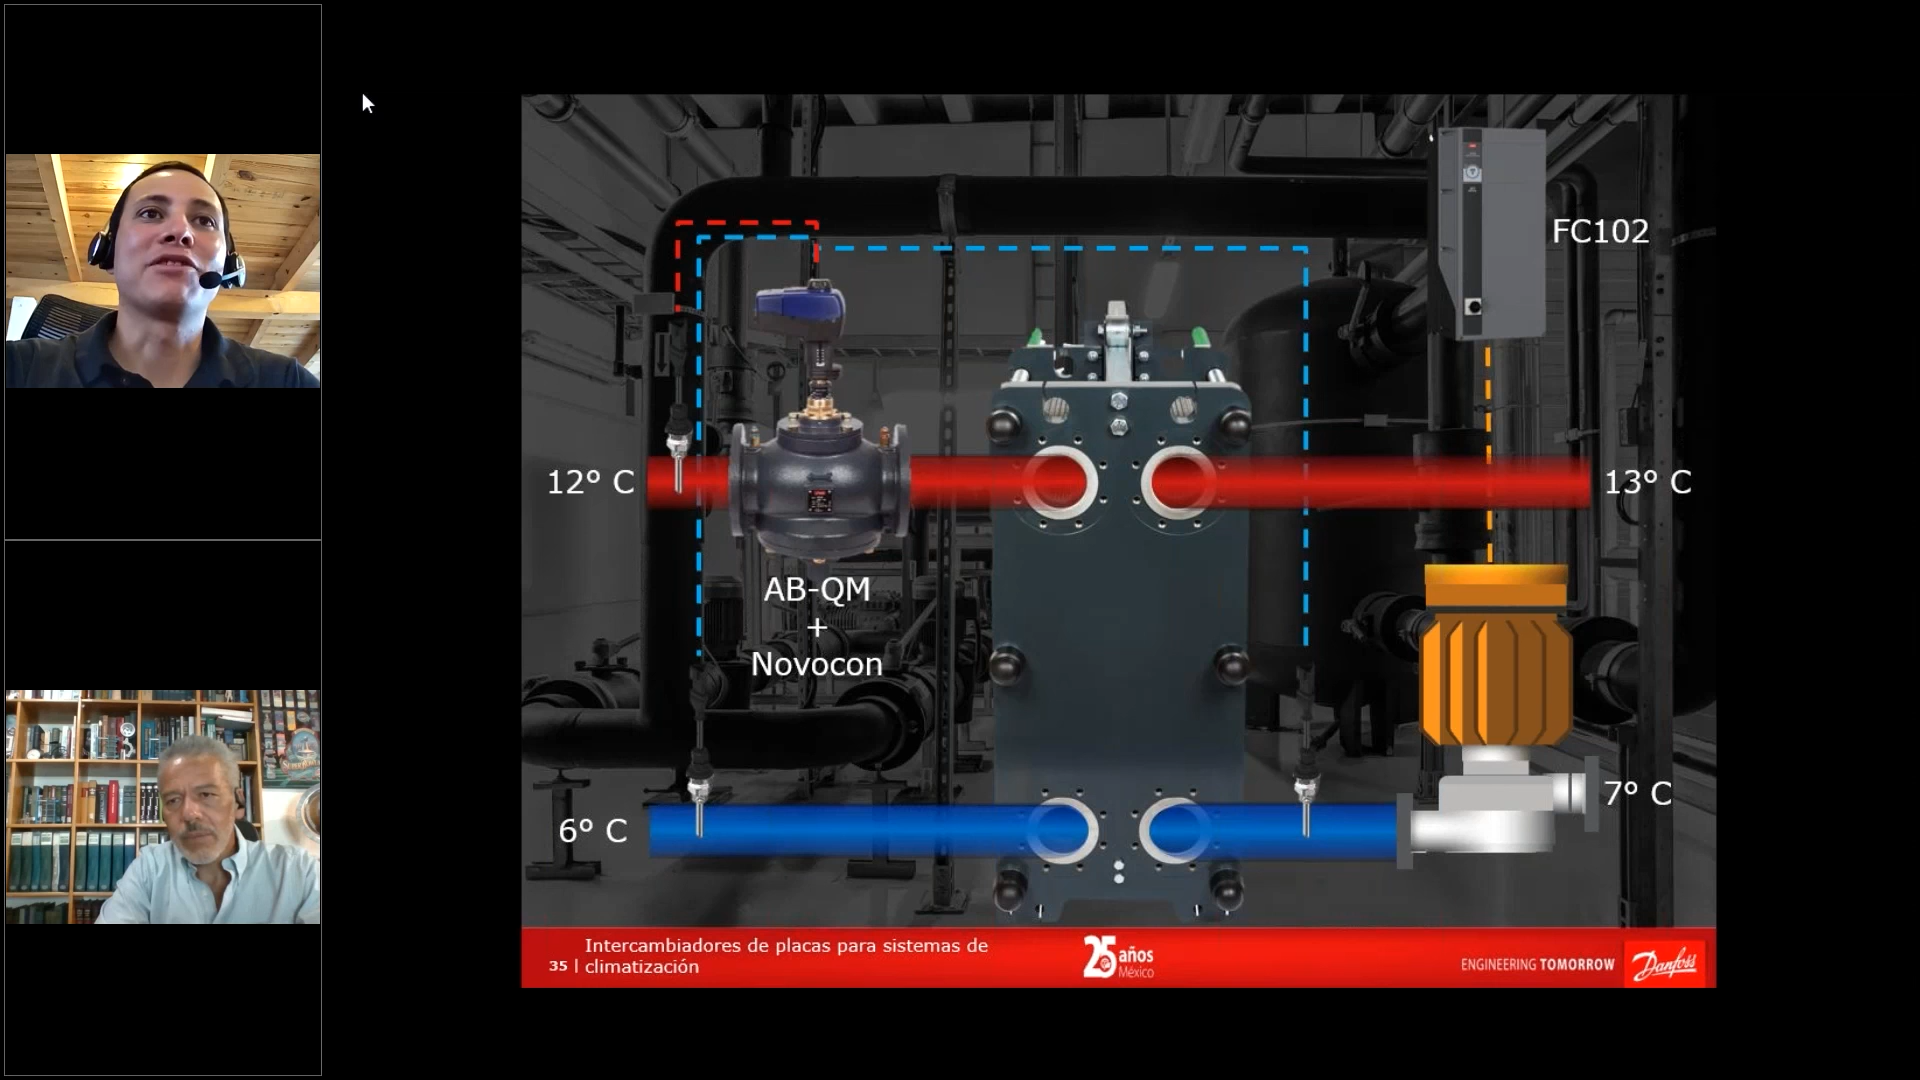 FC102
12° C
13° C
AB-QM
+
Novocon
6° C
7° C
35 | Intercambiadores de placas para sistemas de
climatización
25 años
México
ENGINEERING TOMORROW
Danfoss